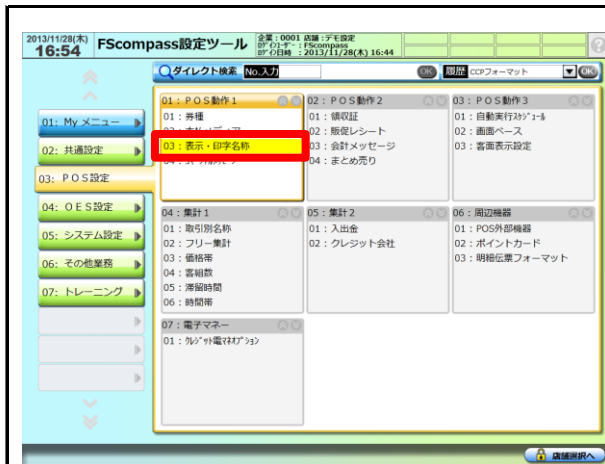 2013/11/28(木)
16:54
FScompass設定ツール
企業：0001 店舗：デモ設定
ﾛｸﾞｲﾝﾕｰｻﾞｰ：FScompass
ﾛｸﾞｲﾝ日時 ：2013/11/28(木) 16:44
ダイレクト検索 No.入力 OK 履歴 CCPフォーマット OK
01: My メニュー
02: 共通設定
03: POS設定
04: OES設定
05: システム設定
06: その他業務
07: トレーニング
01：POS動作1
01：券種
03：表示・印字名称
02：POS動作2
01：領収証
02：販促レシート
03：会計メッセージ
04：まとめ売り
03：POS動作3
01：自動実行ｽｹｼﾞｭｰﾙ
02：画面ベース
03：客面表示設定
04：集計1
01：取引別名称
02：フリー集計
03：価格帯
04：客組数
05：滞留時間
06：時間帯
05：集計2
01：入出金
02：クレジット会社
06：周辺機器
01：POS外部機器
02：ポイントカード
03：明細伝票フォーマット
07：電子マネー
01：ｸﾚｼﾞｯﾄ電ﾏﾈｵﾌﾟｼｮﾝ
店舗選択へ